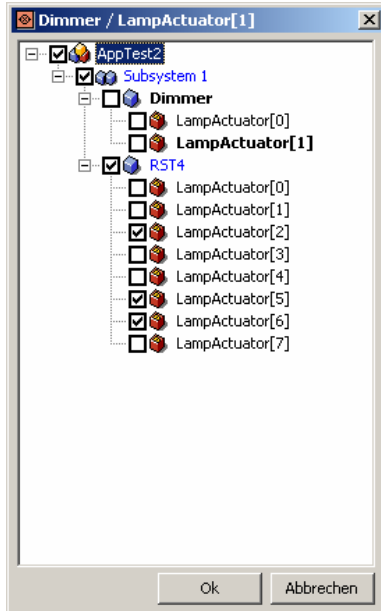 Dimmer / LampActuator[1]
AppTest2
Subsystem 1
Dimmer
LampActuator[0]
LampActuator[1]
RST4
LampActuator[0]
LampActuator[1]
LampActuator[2]
LampActuator[3]
LampActuator[4]
LampActuator[5]
LampActuator[6]
LampActuator[7]
Ok Abbrechen